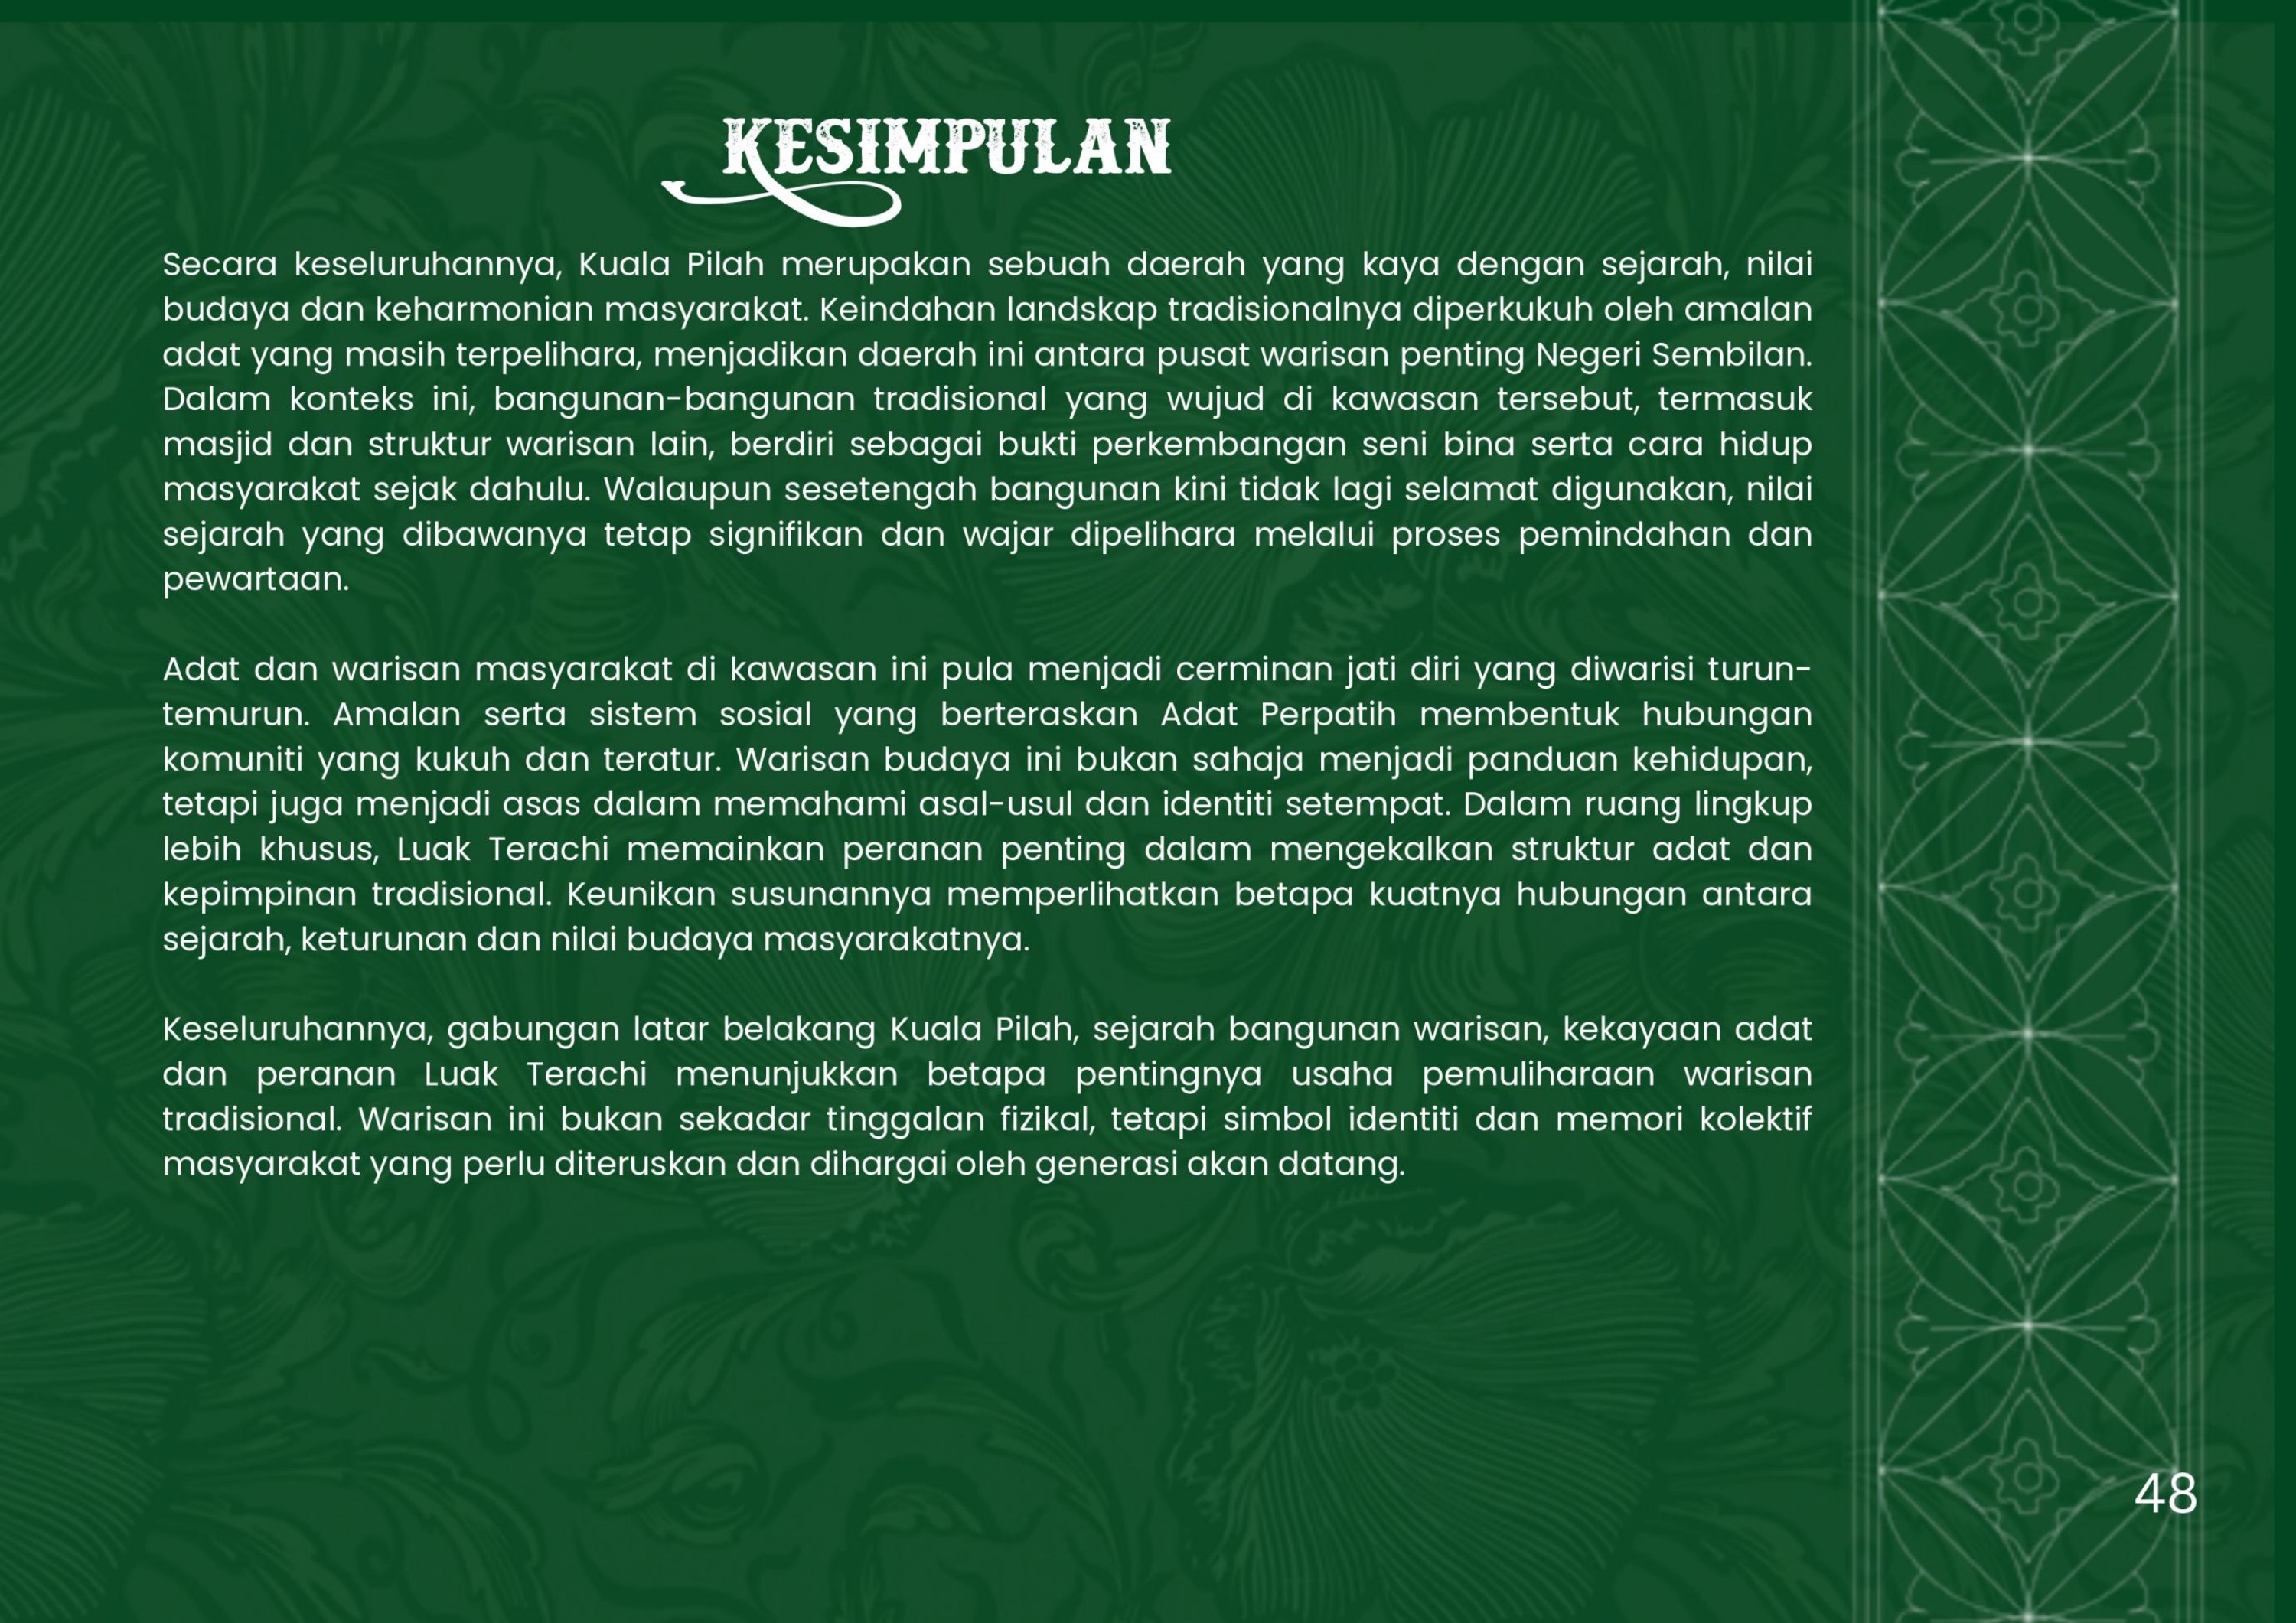 KESIMPULAN
Secara keseluruhannya, Kuala Pilah merupakan sebuah daerah yang kaya dengan sejarah, nilai
budaya dan keharmonian masyarakat. Keindahan landskap tradisionalnya diperkukuh oleh amalan
adat yang masih terpelihara, menjadikan daerah ini antara pusat warisan penting Negeri Sembilan.
Dalam konteks ini, bangunan-bangunan tradisional yang wujud di kawasan tersebut, termasuk
masjid dan struktur warisan lain, berdiri sebagai bukti perkembangan seni bina serta cara hidup
masyarakat sejak dahulu. Walaupun sesetengah bangunan kini tidak lagi selamat digunakan, nilai
sejarah yang dibawanya tetap signifikan dan wajar dipelihara melalui proses pemindahan dan
pewartaan.
Adat dan warisan masyarakat di kawasan ini pula menjadi cerminan jati diri yang diwarisi turun-
temurun. Amalan serta sistem sosial yang berteraskan Adat Perpatih membentuk hubungan
komuniti yang kukuh dan teratur. Warisan budaya ini bukan sahaja menjadi panduan kehidupan,
tetapi juga menjadi asas dalam memahami asal-usul dan identiti setempat. Dalam ruang lingkup
lebih khusus, Luak Terachi memainkan peranan penting dalam mengekalkan struktur adat dan
kepimpinan tradisional. Keunikan susunannya memperlihatkan betapa kuatnya hubungan antara
sejarah, keturunan dan nilai budaya masyarakatnya.
Keseluruhannya, gabungan latar belakang Kuala Pilah, sejarah bangunan warisan, kekayaan adat
dan peranan Luak Terachi menunjukkan betapa pentingnya usaha pemuliharaan warisan
tradisional. Warisan ini bukan sekadar tinggalan fizikal, tetapi simbol identiti dan memori kolektif
masyarakat yang perlu diteruskan dan dihargai oleh generasi akan datang.
48